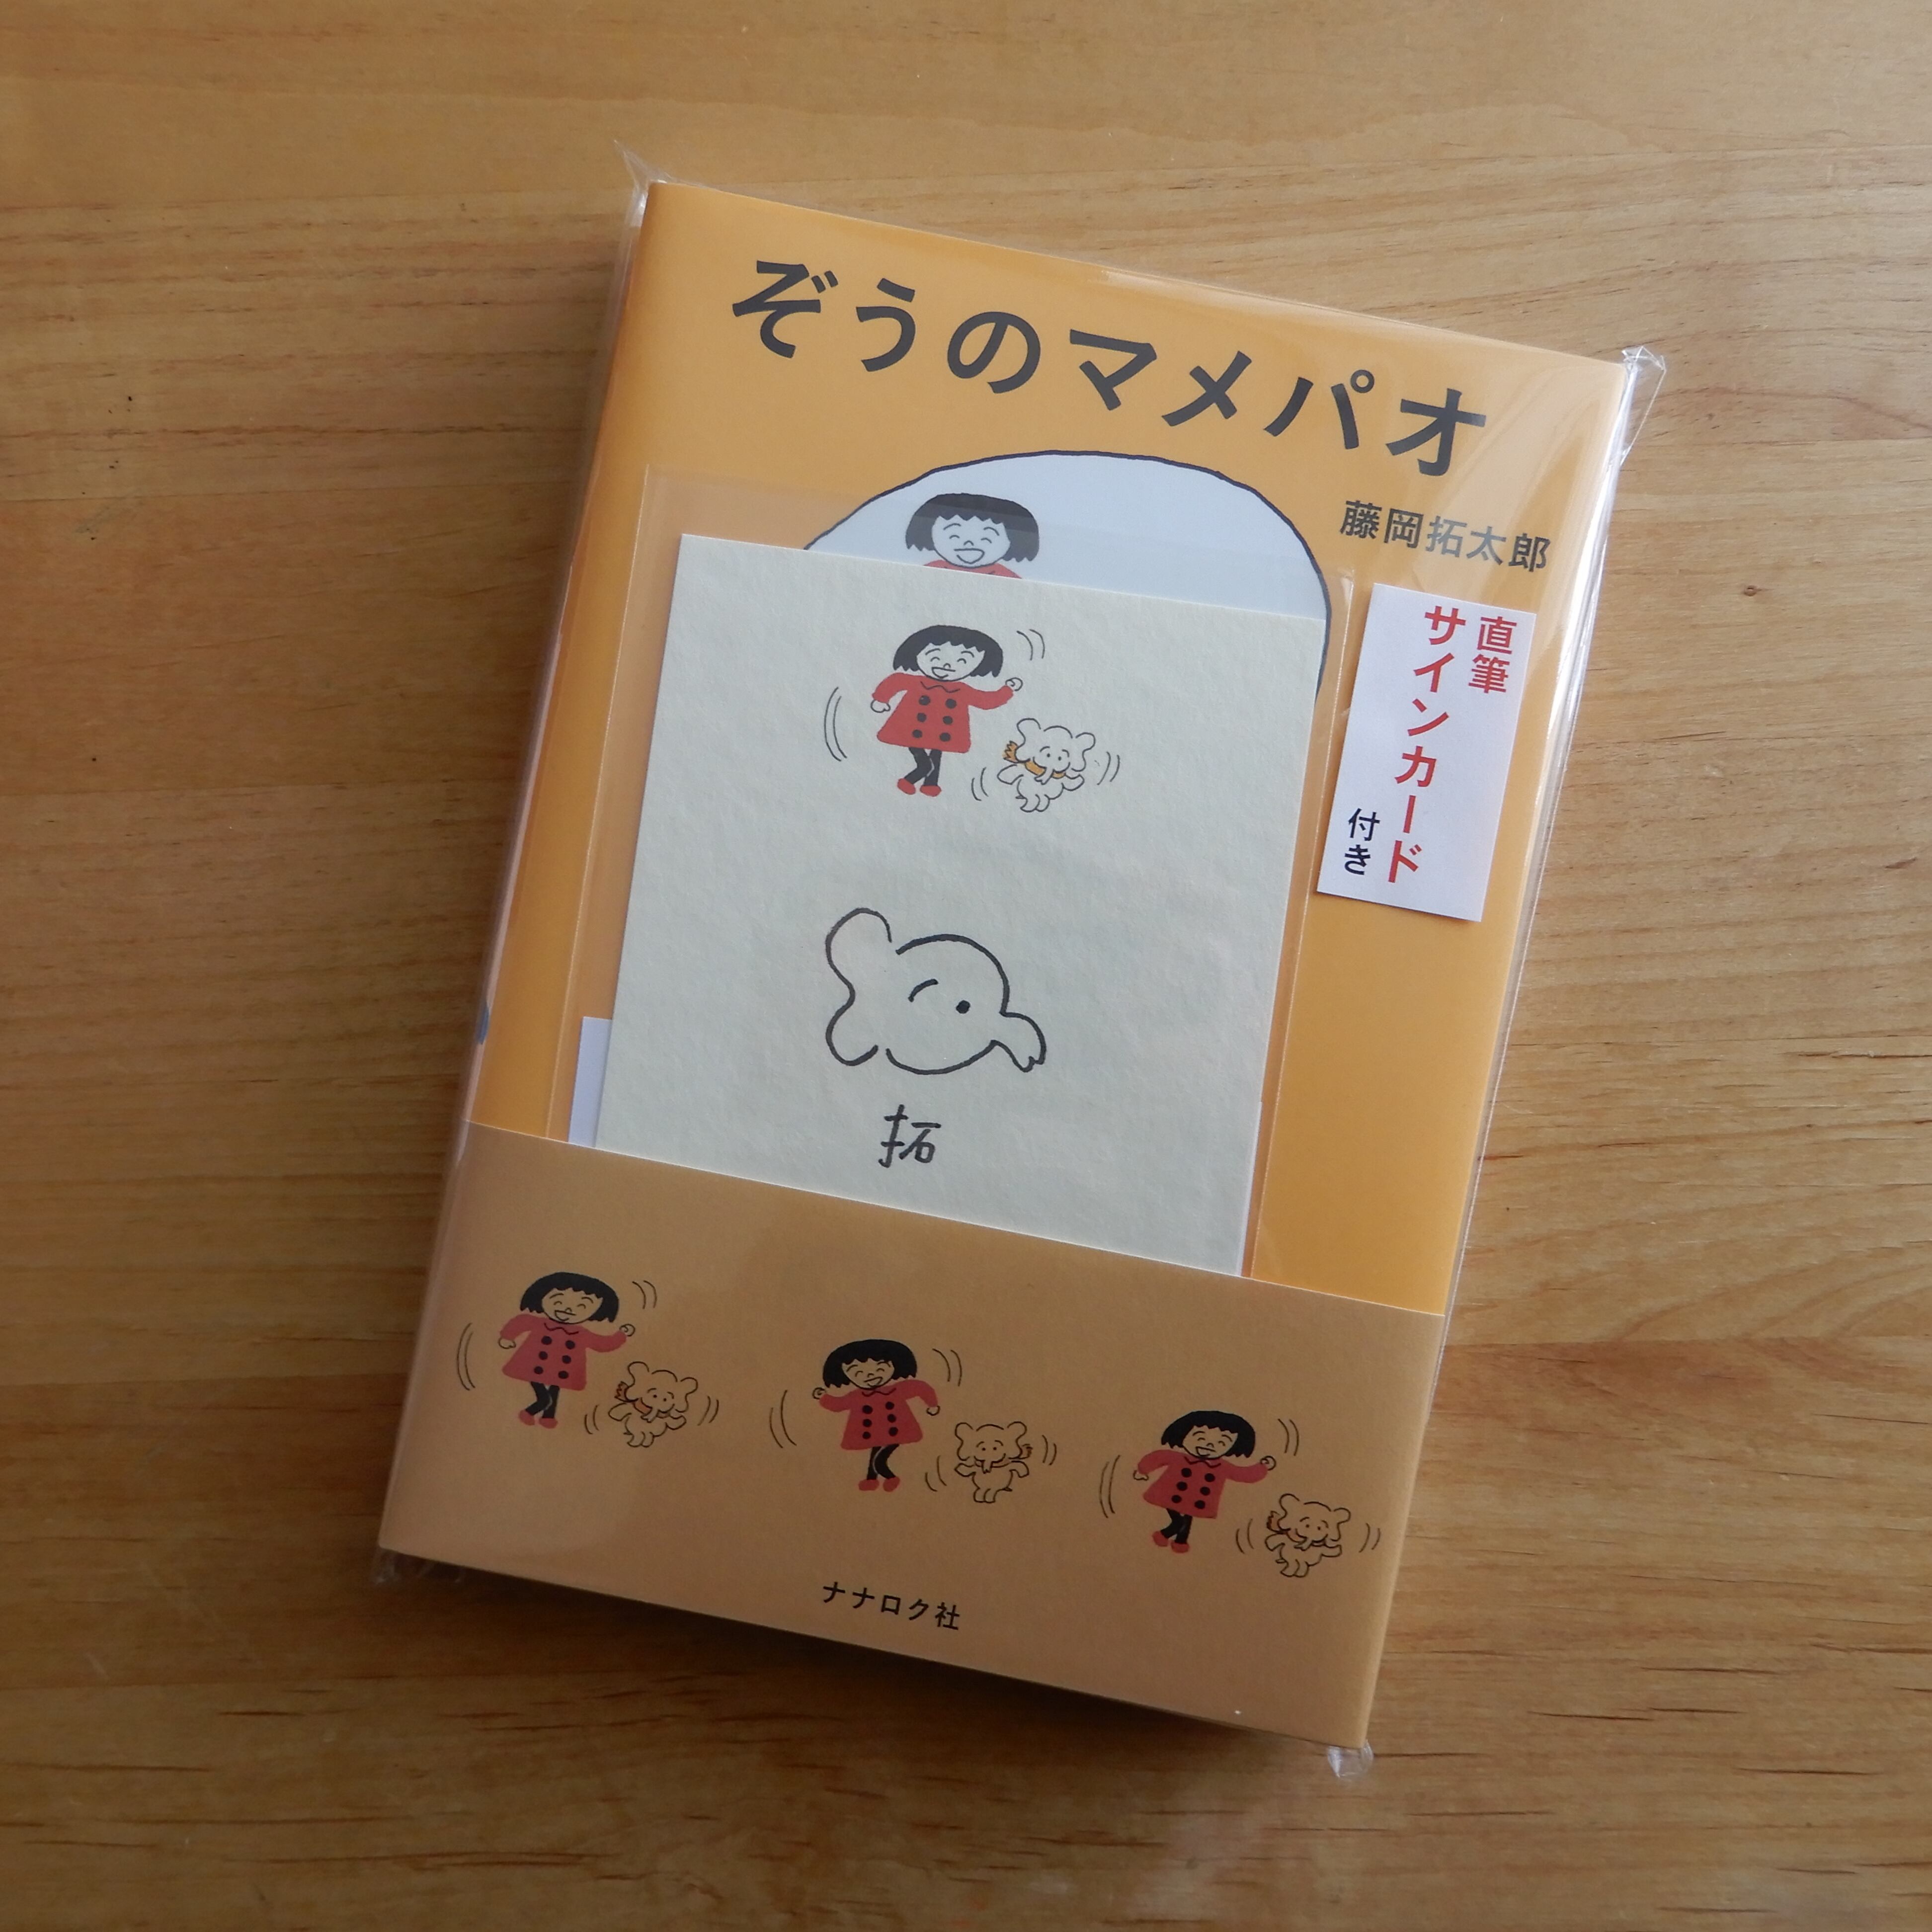 ぞうのマメパオ
藤岡拓太郎
直筆
サインカード
付き
拓
ナナロク社